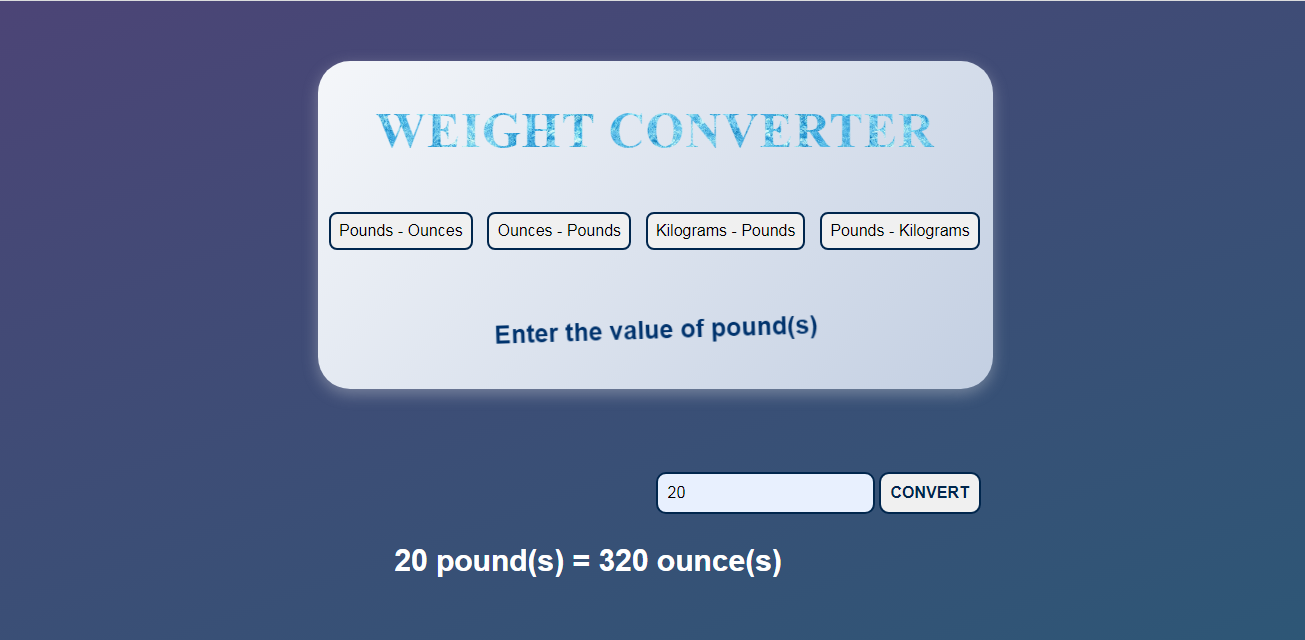 WEIGHT CONVERTER
Pounds - Ounces Ounces - Pounds Kilograms - Pounds Pounds - Kilograms
Enter the value of pound(s)
20 CONVERT
20 pound(s) = 320 ounce(s)